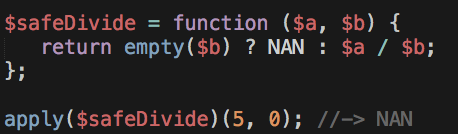 $safeDivide = function ($a, $b) {
    return empty($b) ? NAN : $a / $b;
};

apply($safeDivide)(5, 0); //-> NAN